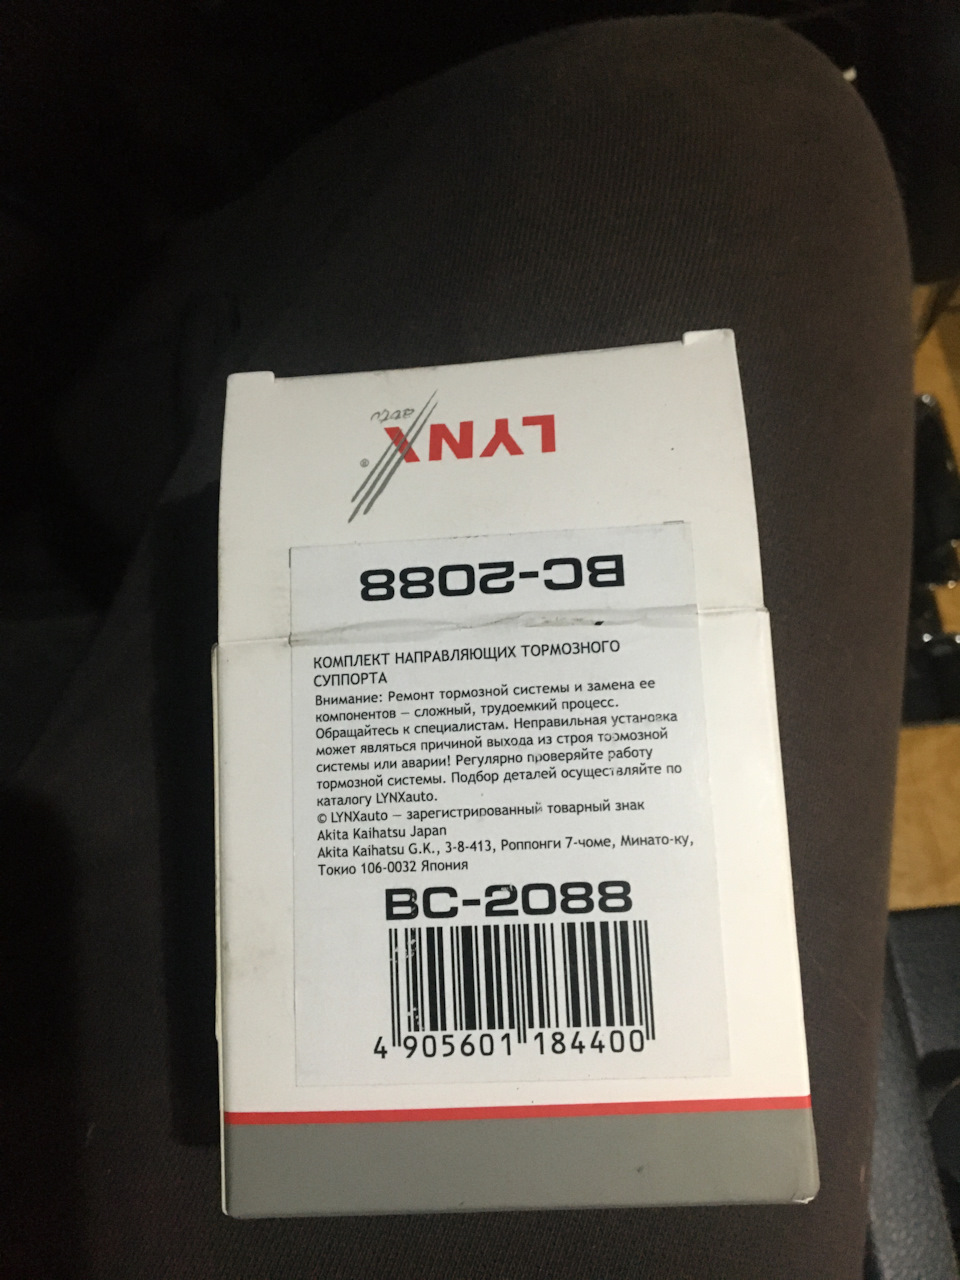 LYNX
auto
®
BC-2088
КОМПЛЕКТ НАПРАВЛЯЮЩИХ ТОРМОЗНОГО
СУППОРТА
Внимание: Ремонт тормозной системы и замена ее
компонентов — сложный, трудоемкий процесс.
Обращайтесь к специалистам. Неправильная установка
может являться причиной выхода из строя тормозной
системы или аварии! Регулярно проверяйте работу
тормозной системы. Подбор деталей осуществляйте по
каталогу LYNXauto.
© LYNXauto — зарегистрированный товарный знак
Akita Kaihatsu Japan
Akita Kaihatsu G.K., 3-8-413, Роппонги 7-чоме, Минато-ку,
Токио 106-0032 Япония
BC-2088
4 905601 184400